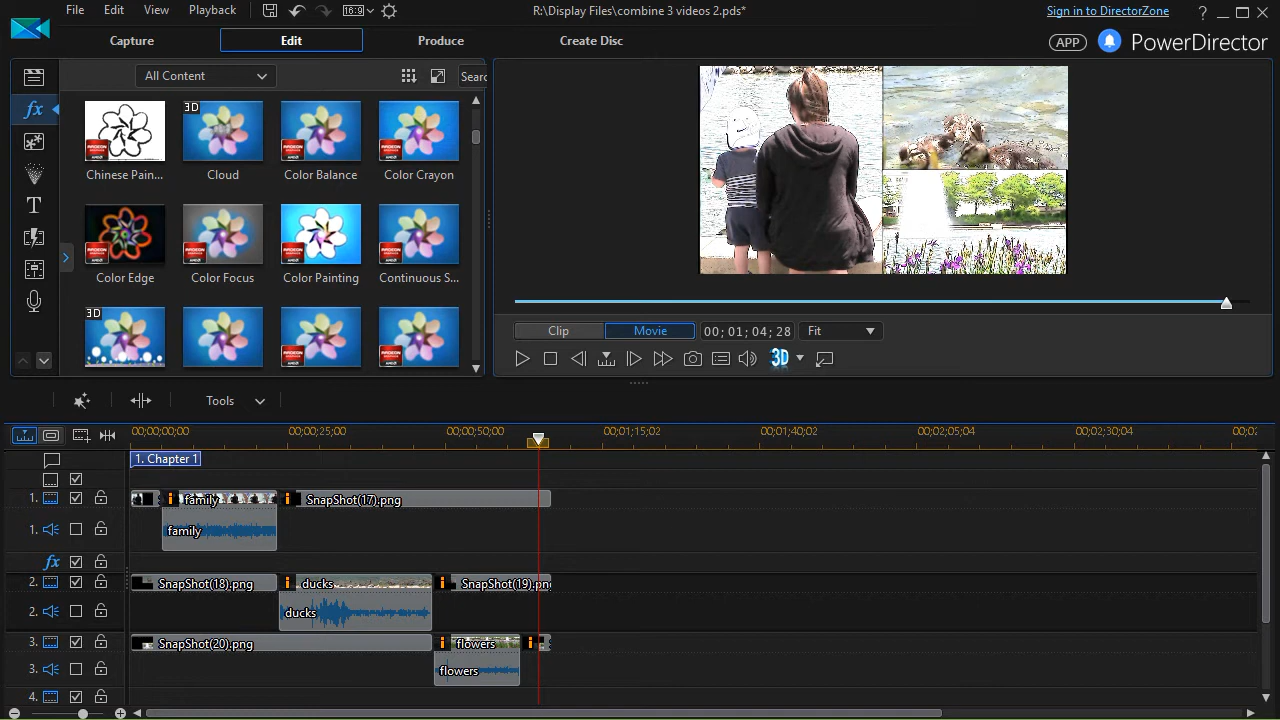 File Edit View Playback 16:9 R:\Display Files\combine 3 videos 2.pds* Sign in to DirectorZone ?
Capture Edit Produce Create Disc APP PowerDirector
All Content Searc
fx
3D
Chinese Pain... Cloud Color Balance Color Crayon
T
Color Edge Color Focus Color Painting Continuous S...
3D
Clip Movie 00; 01; 04; 28 Fit
3D
Tools
00;00;00;00 00;00;25;00 00;00;50;00 00;01;15;02 00;01;40;02 00;02;05;04 00;02;30;04 00;02
1. Chapter 1
1. family SnapShot(17).png
1. family
fx
2. SnapShot(18).png ducks SnapShot(19).png
2. ducks
3. SnapShot(20).png flowers
3. flowers
4.